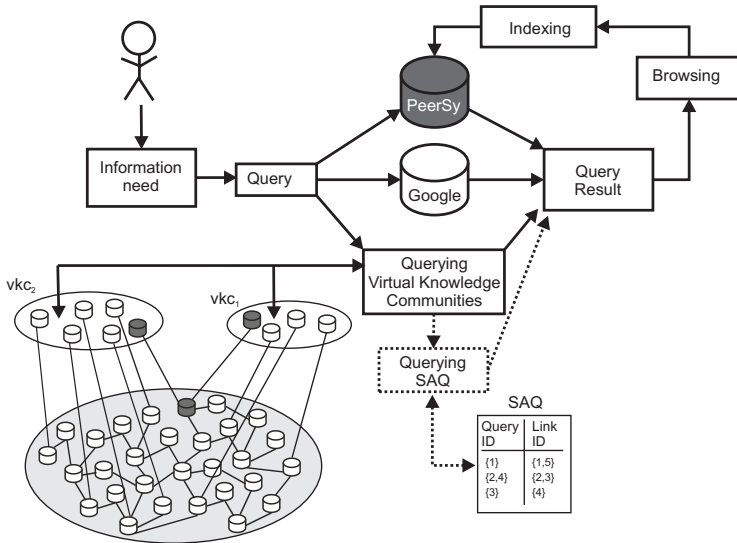 Indexing
Browsing
PeerSy
Information
need
Query
Google
Query
Result
Querying
Virtual Knowledge
Communities
vkc2
vkc1
Querying
SAQ
SAQ
Query ID Link ID
{1} {1,5}
{2,4} {2,3}
{3} {4}